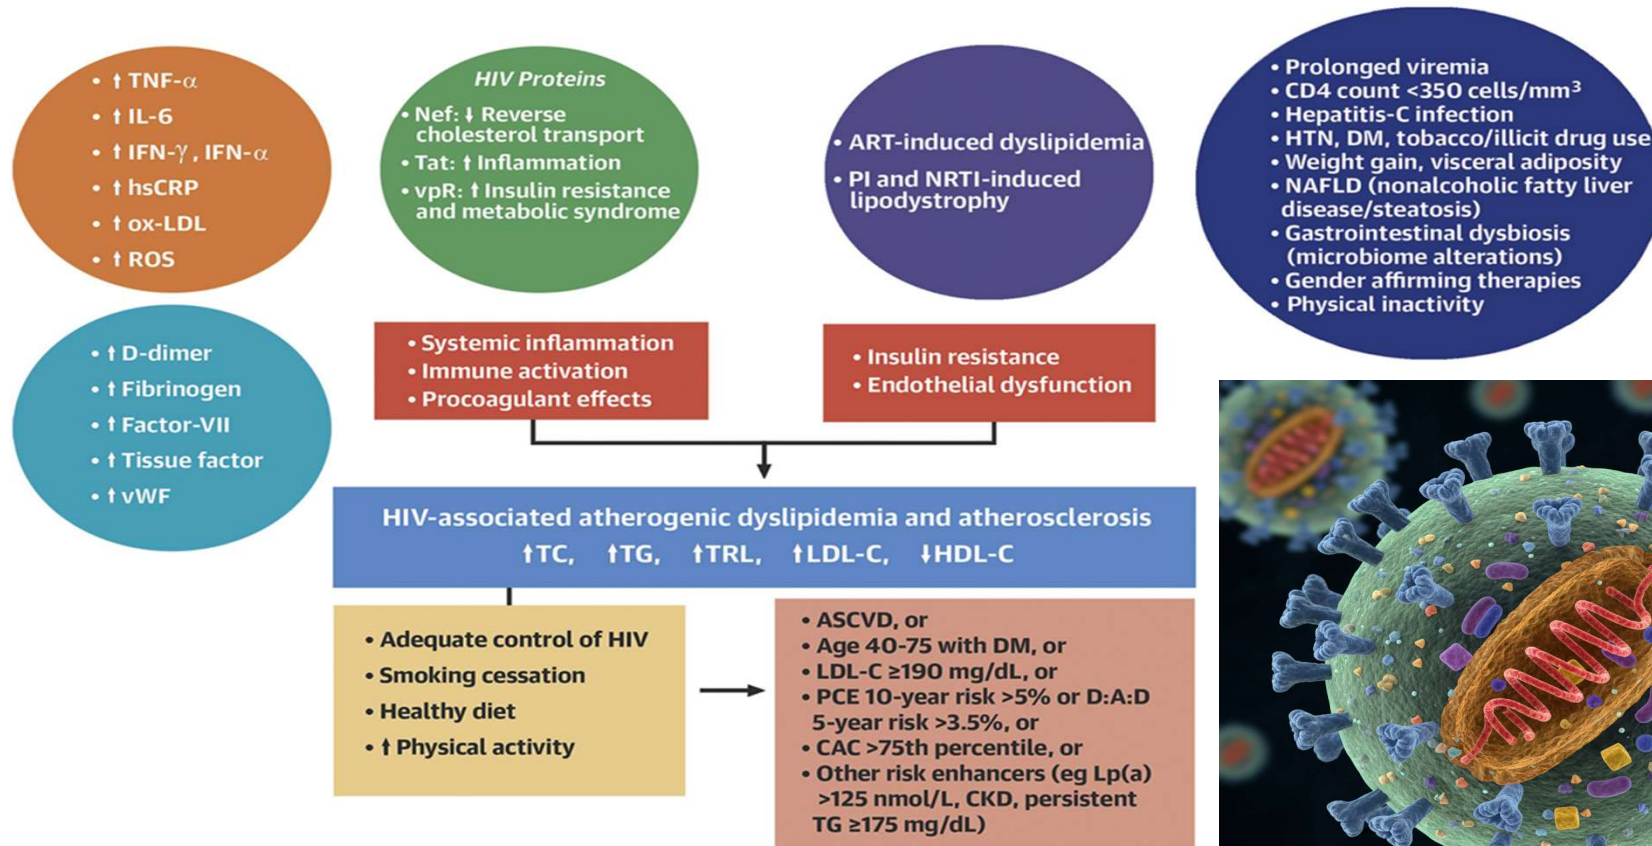 • ↑ TNF-α
• ↑ IL-6
• ↑ IFN-γ , IFN-α
• ↑ hsCRP
• ↑ ox-LDL
• ↑ ROS
HIV Proteins
• Nef: ↓ Reverse
cholesterol transport
• Tat: ↑ Inflammation
• vpR: ↑ Insulin resistance
and metabolic syndrome
• ART-induced dyslipidemia
• PI and NRTI-induced
lipodystrophy
• Prolonged viremia
• CD4 count <350 cells/mm³
• Hepatitis-C infection
• HTN, DM, tobacco/illicit drug use
• Weight gain, visceral adiposity
• NAFLD (nonalcoholic fatty liver
disease/steatosis)
• Gastrointestinal dysbiosis
(microbiome alterations)
• Gender affirming therapies
• Physical inactivity
• ↑ D-dimer
• ↑ Fibrinogen
• ↑ Factor-VII
• ↑ Tissue factor
• ↑ vWF
• Systemic inflammation
• Immune activation
• Procoagulant effects
• Insulin resistance
• Endothelial dysfunction
HIV-associated atherogenic dyslipidemia and atherosclerosis
↑TC, ↑TG, ↑TRL, ↑LDL-C, ↓HDL-C
• Adequate control of HIV
• Smoking cessation
• Healthy diet
• ↑ Physical activity
• ASCVD, or
• Age 40-75 with DM, or
• LDL-C ≥190 mg/dL, or
• PCE 10-year risk >5% or D:A:D
5-year risk >3.5%, or
• CAC >75th percentile, or
• Other risk enhancers (eg Lp(a)
>125 nmol/L, CKD, persistent
TG ≥175 mg/dL)